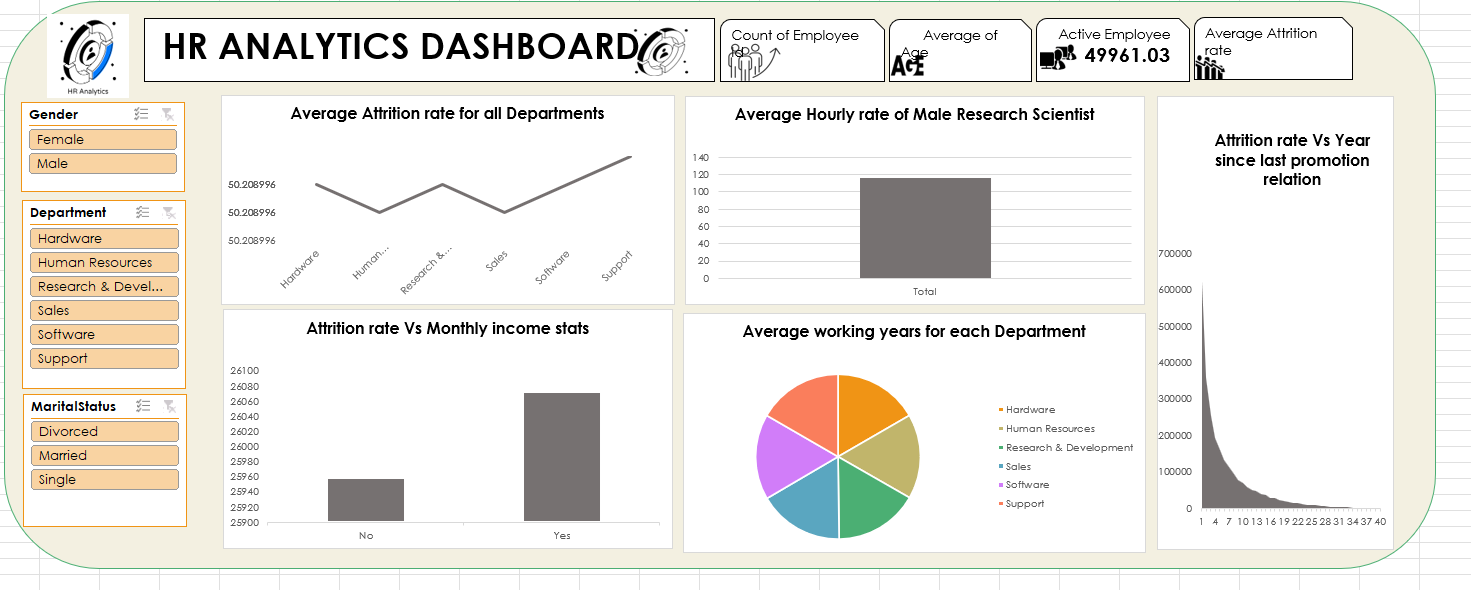 HR Analytics
HR ANALYTICS DASHBOARD
Count of Employee
Average of
Age
AGE
Active Employee
49961.03
Average Attrition
rate
Gender
Female
Male
Department
Hardware
Human Resources
Research & Devel...
Sales
Software
Support
MaritalStatus
Divorced
Married
Single
Average Attrition rate for all Departments
50.208996
50.208996
50.208996
Hardware
Human...
Research &...
Sales
Software
Support
Average Hourly rate of Male Research Scientist
140
120
100
80
60
40
20
0
Total
Attrition rate Vs Year
since last promotion
relation
700000
600000
500000
400000
300000
200000
100000
0
1 4 7 10 13 16 19 22 25 28 31 34 37 40
Attrition rate Vs Monthly income stats
26100
26080
26060
26040
26020
26000
25980
25960
25940
25920
25900
No Yes
Average working years for each Department
Hardware
Human Resources
Research & Development
Sales
Software
Support